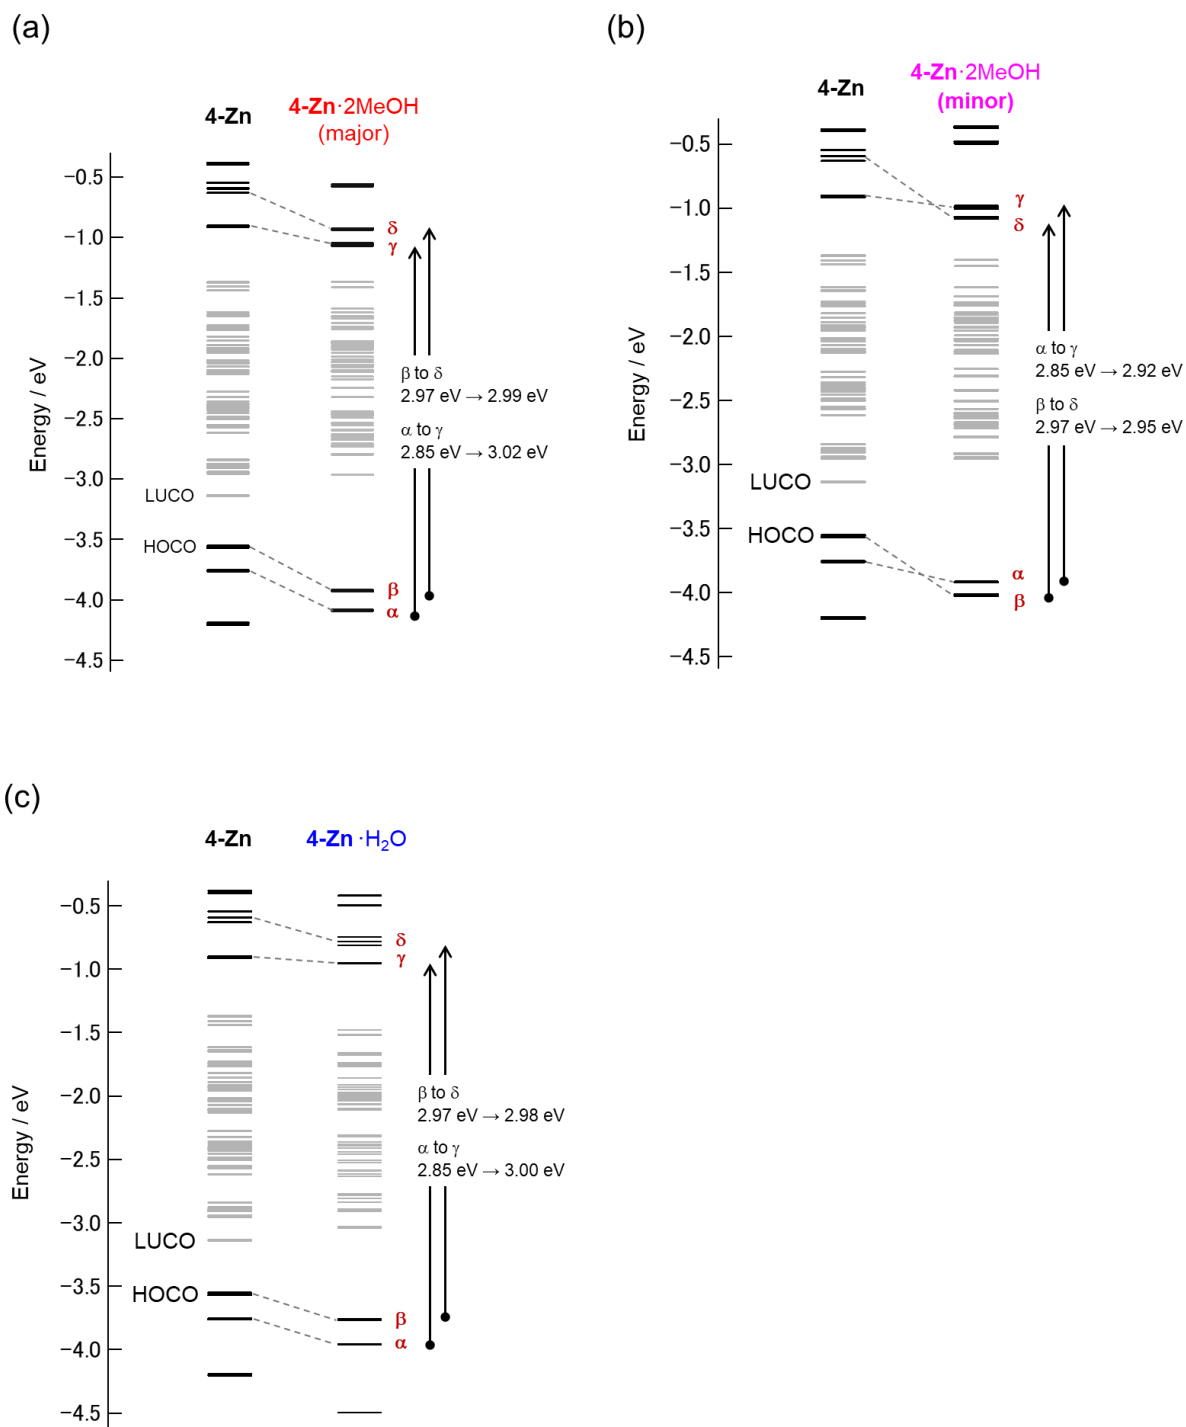 (a)
4-Zn
4-Zn·2MeOH
(major)
Energy / eV
−0.5
−1.0
−1.5
−2.0
−2.5
−3.0
−3.5
−4.0
−4.5
LUCO
HOCO
δ
γ
β
α
β to δ
2.97 eV → 2.99 eV
α to γ
2.85 eV → 3.02 eV
(b)
4-Zn
4-Zn·2MeOH
(minor)
Energy / eV
−0.5
−1.0
−1.5
−2.0
−2.5
−3.0
−3.5
−4.0
−4.5
LUCO
HOCO
γ
δ
α
β
α to γ
2.85 eV → 2.92 eV
β to δ
2.97 eV → 2.95 eV
(c)
4-Zn
4-Zn·H₂O
Energy / eV
−0.5
−1.0
−1.5
−2.0
−2.5
−3.0
−3.5
−4.0
−4.5
LUCO
HOCO
δ
γ
β
α
β to δ
2.97 eV → 2.98 eV
α to γ
2.85 eV → 3.00 eV